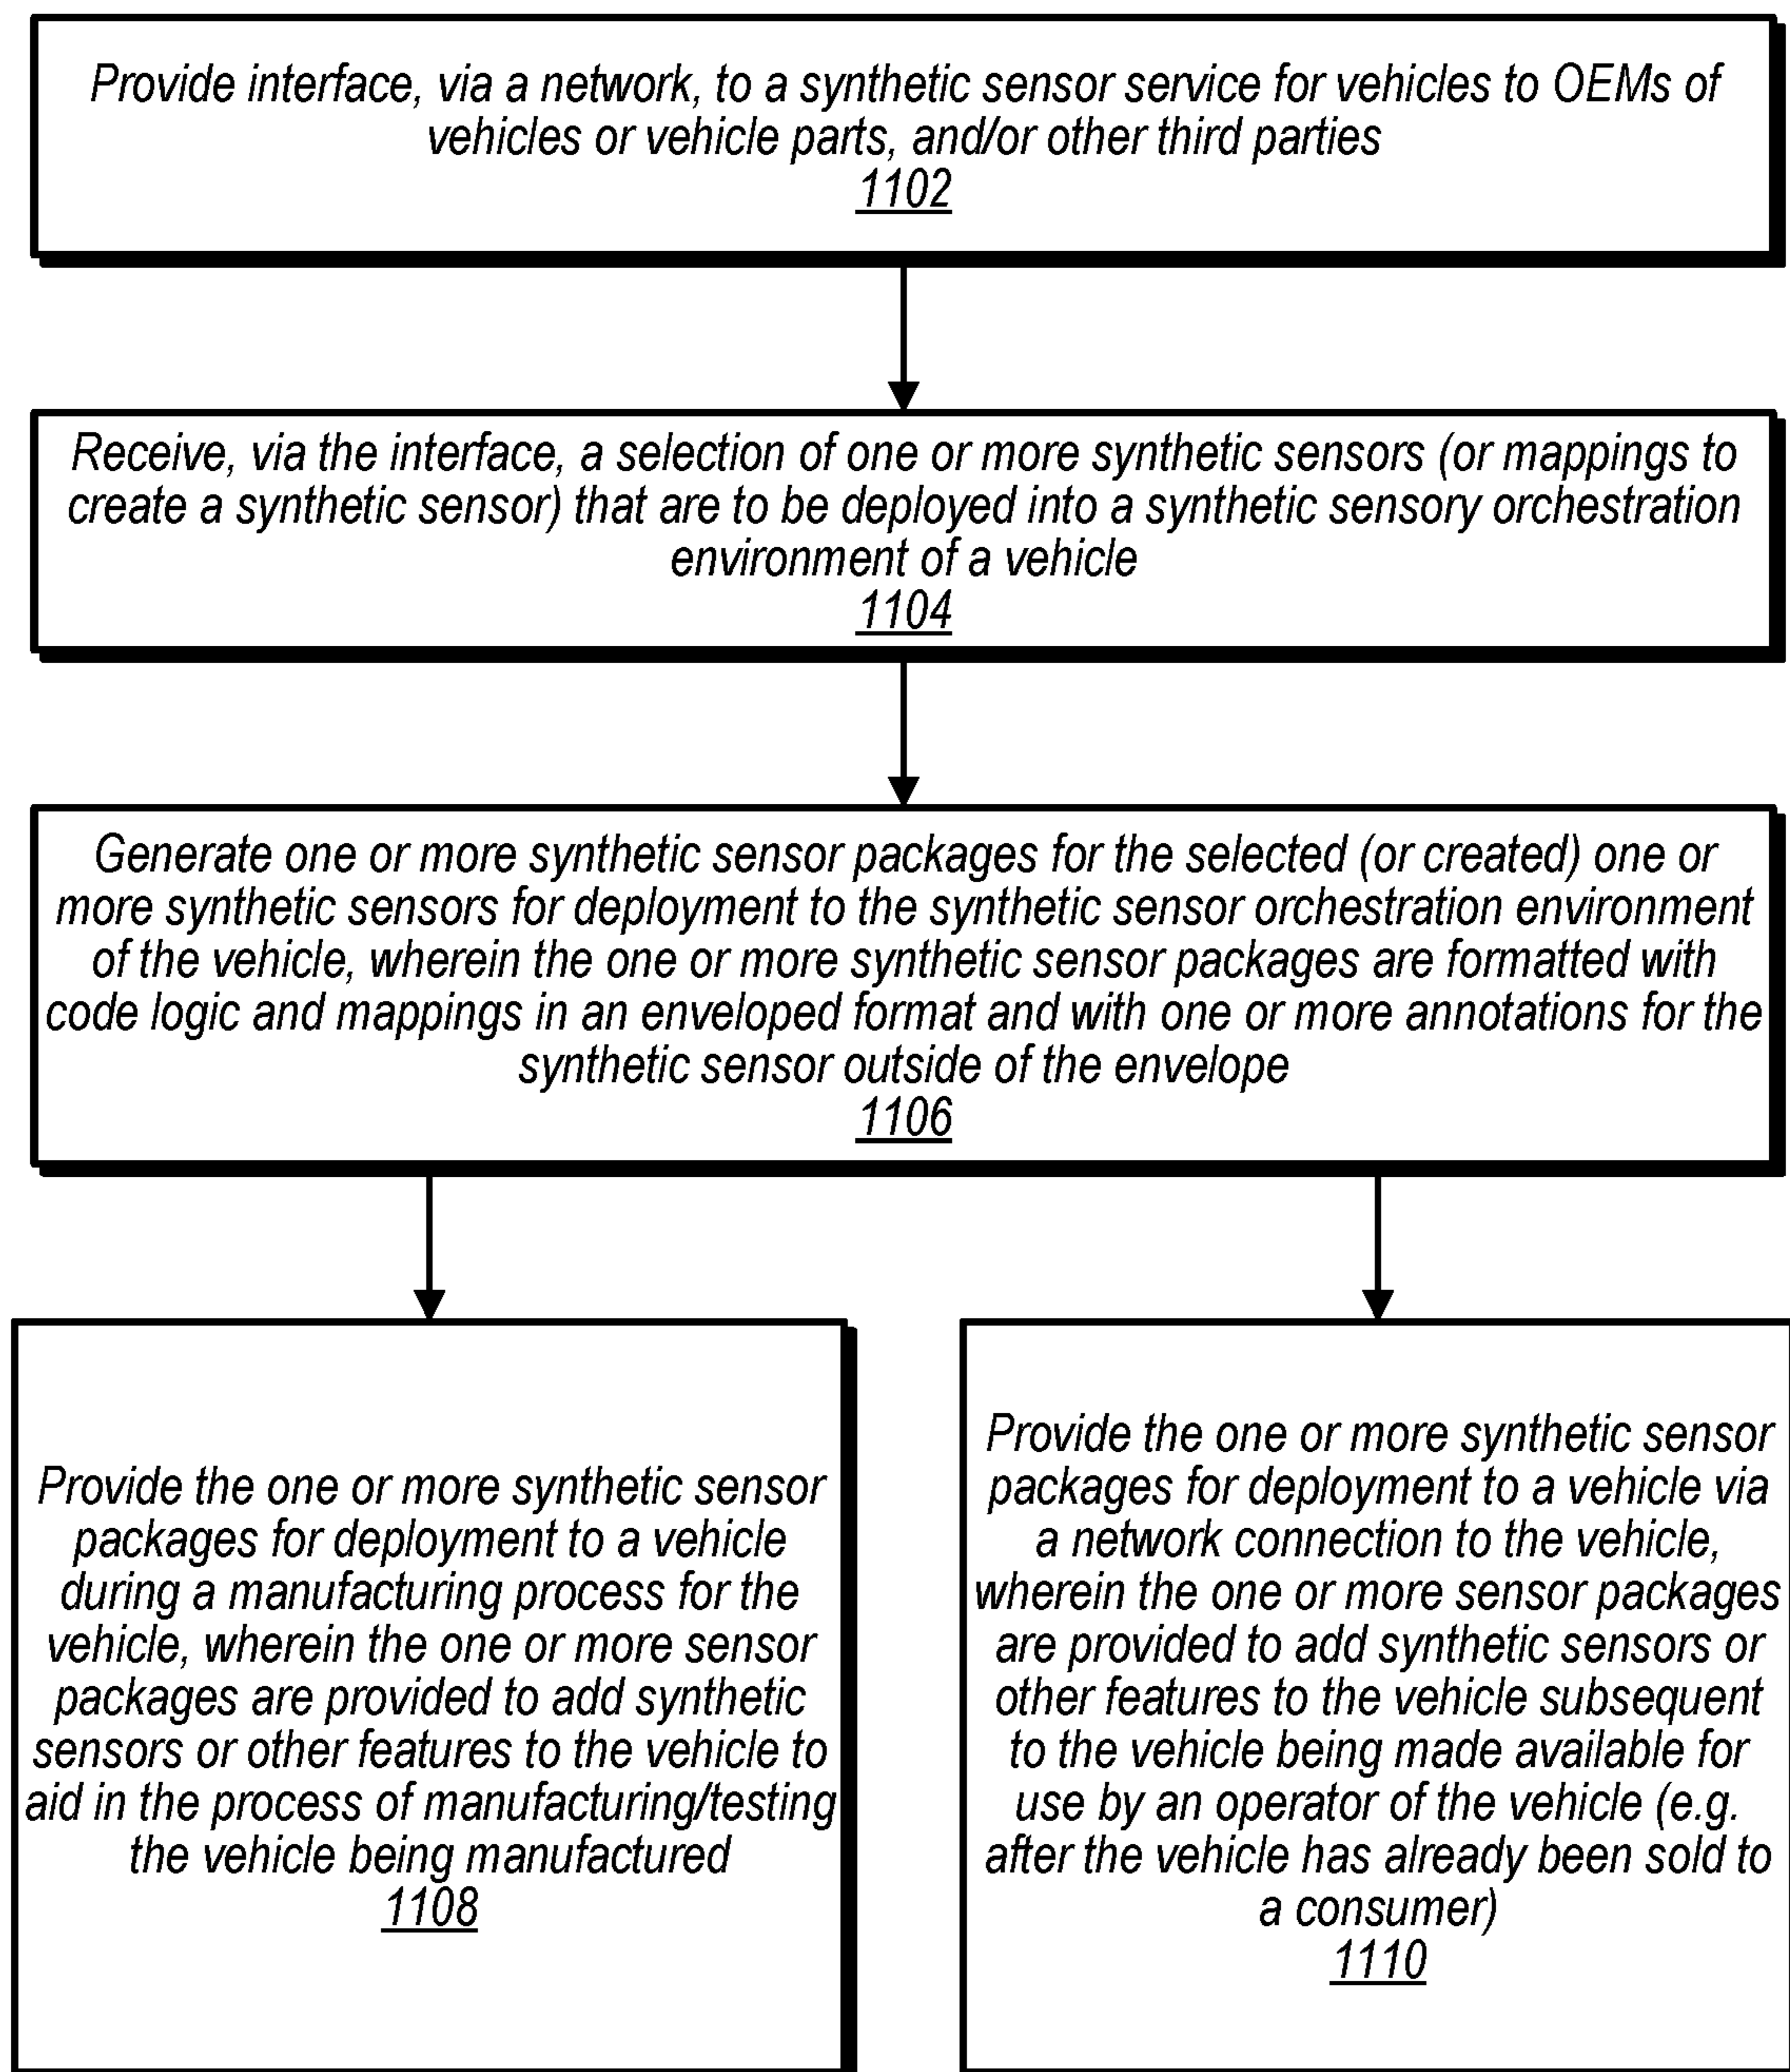 Provide interface, via a network, to a synthetic sensor service for vehicles to OEMs of
vehicles or vehicle parts, and/or other third parties
1102
Receive, via the interface, a selection of one or more synthetic sensors (or mappings to
create a synthetic sensor) that are to be deployed into a synthetic sensory orchestration
environment of a vehicle
1104
Generate one or more synthetic sensor packages for the selected (or created) one or
more synthetic sensors for deployment to the synthetic sensor orchestration environment
of the vehicle, wherein the one or more synthetic sensor packages are formatted with
code logic and mappings in an enveloped format and with one or more annotations for the
synthetic sensor outside of the envelope
1106
Provide the one or more synthetic sensor
packages for deployment to a vehicle
during a manufacturing process for the
vehicle, wherein the one or more sensor
packages are provided to add synthetic
sensors or other features to the vehicle to
aid in the process of manufacturing/testing
the vehicle being manufactured
1108
Provide the one or more synthetic sensor
packages for deployment to a vehicle via
a network connection to the vehicle,
wherein the one or more sensor packages
are provided to add synthetic sensors or
other features to the vehicle subsequent
to the vehicle being made available for
use by an operator of the vehicle (e.g.
after the vehicle has already been sold to
a consumer)
1110